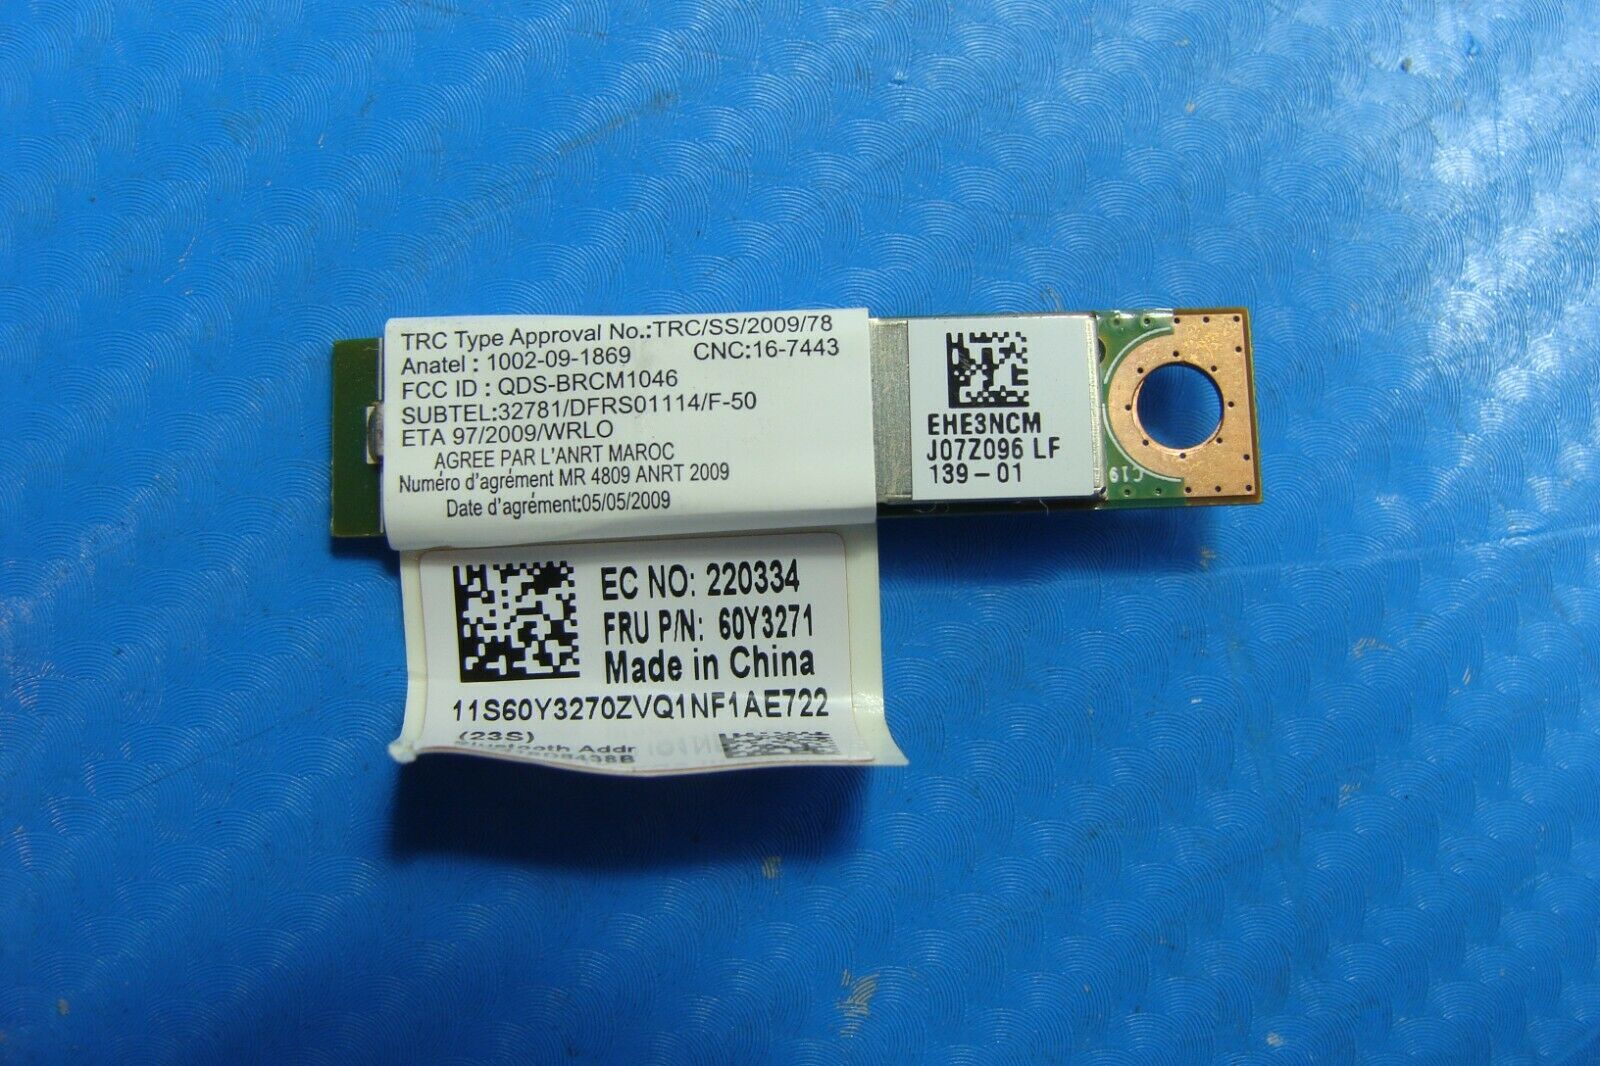 TRC Type Approval No.:TRC/SS/2009/78
Anatel : 1002-09-1869 CNC:16-7443
FCC ID : QDS-BRCM1046
SUBTEL:32781/DFRS01114/F-50
ETA 97/2009/WRLO
AGREE PAR L'ANRT MAROC
Numéro d'agrément MR 4809 ANRT 2009
Date d'agrément:05/05/2009
EHE3NCM
J07Z096 LF
139-01
C19
EC NO: 220334
FRU P/N: 60Y3271
Made in China
11S60Y3270ZVQ1NF1AE722
(23S)
Bluetooth Addr